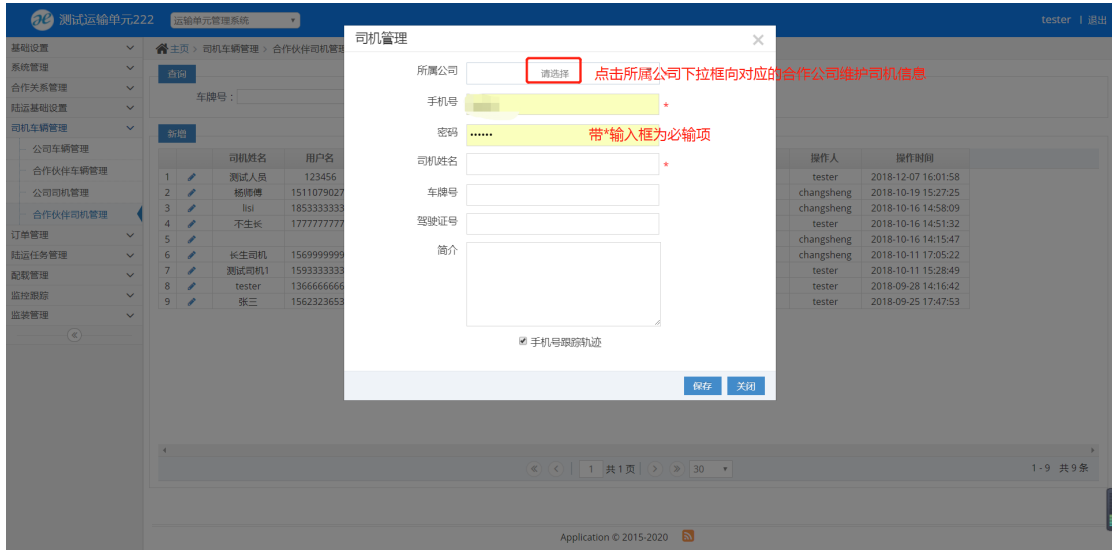 测试运输单元222 运输单元管理系统 tester | 退出
基础设置
系统管理
合作关系管理
陆运基础设置
司机车辆管理
公司车辆管理
合作伙伴车辆管理
公司司机管理
合作伙伴司机管理
订单管理
陆运任务管理
配载管理
监控跟踪
监装管理
主页 > 司机车辆管理 > 合作伙伴司机管理
查询
车牌号：
新增
司机姓名 用户名 操作人 操作时间
1 测试人员 123456 tester 2018-12-07 16:01:58
2 杨师傅 1511079027 changsheng 2018-10-19 15:27:25
3 lisi 1853333333 changsheng 2018-10-16 14:58:09
4 不生长 1777777777 tester 2018-10-16 14:51:32
5 changsheng 2018-10-16 14:15:47
6 长生司机 1569999999 changsheng 2018-10-11 17:05:22
7 测试司机1 1593333333 tester 2018-10-11 15:28:49
8 tester 1366666666 tester 2018-09-28 14:16:42
9 张三 1562323653 tester 2018-09-25 17:47:53
司机管理 ×
所属公司 请选择 点击所属公司下拉框向对应的合作公司维护司机信息
手机号 *
密码 •••••• 带*输入框为必输项
司机姓名 *
车牌号
驾驶证号
简介
手机号跟踪轨迹
保存 关闭
1 共 1 页 30 1 - 9 共 9 条
Application © 2015-2020